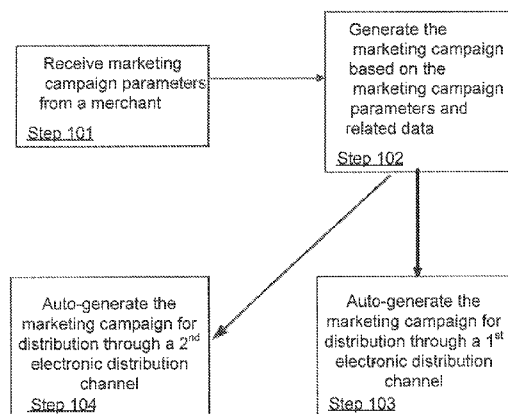 Receive marketing
campaign parameters
from a merchant
Step 101
Generate the
marketing campaign
based on the
marketing campaign
parameters and
related data
Step 102
Auto-generate the
marketing campaign for
distribution through a 2nd
electronic distribution
channel
Step 104
Auto-generate the
marketing campaign for
distribution through a 1st
electronic distribution
channel
Step 103